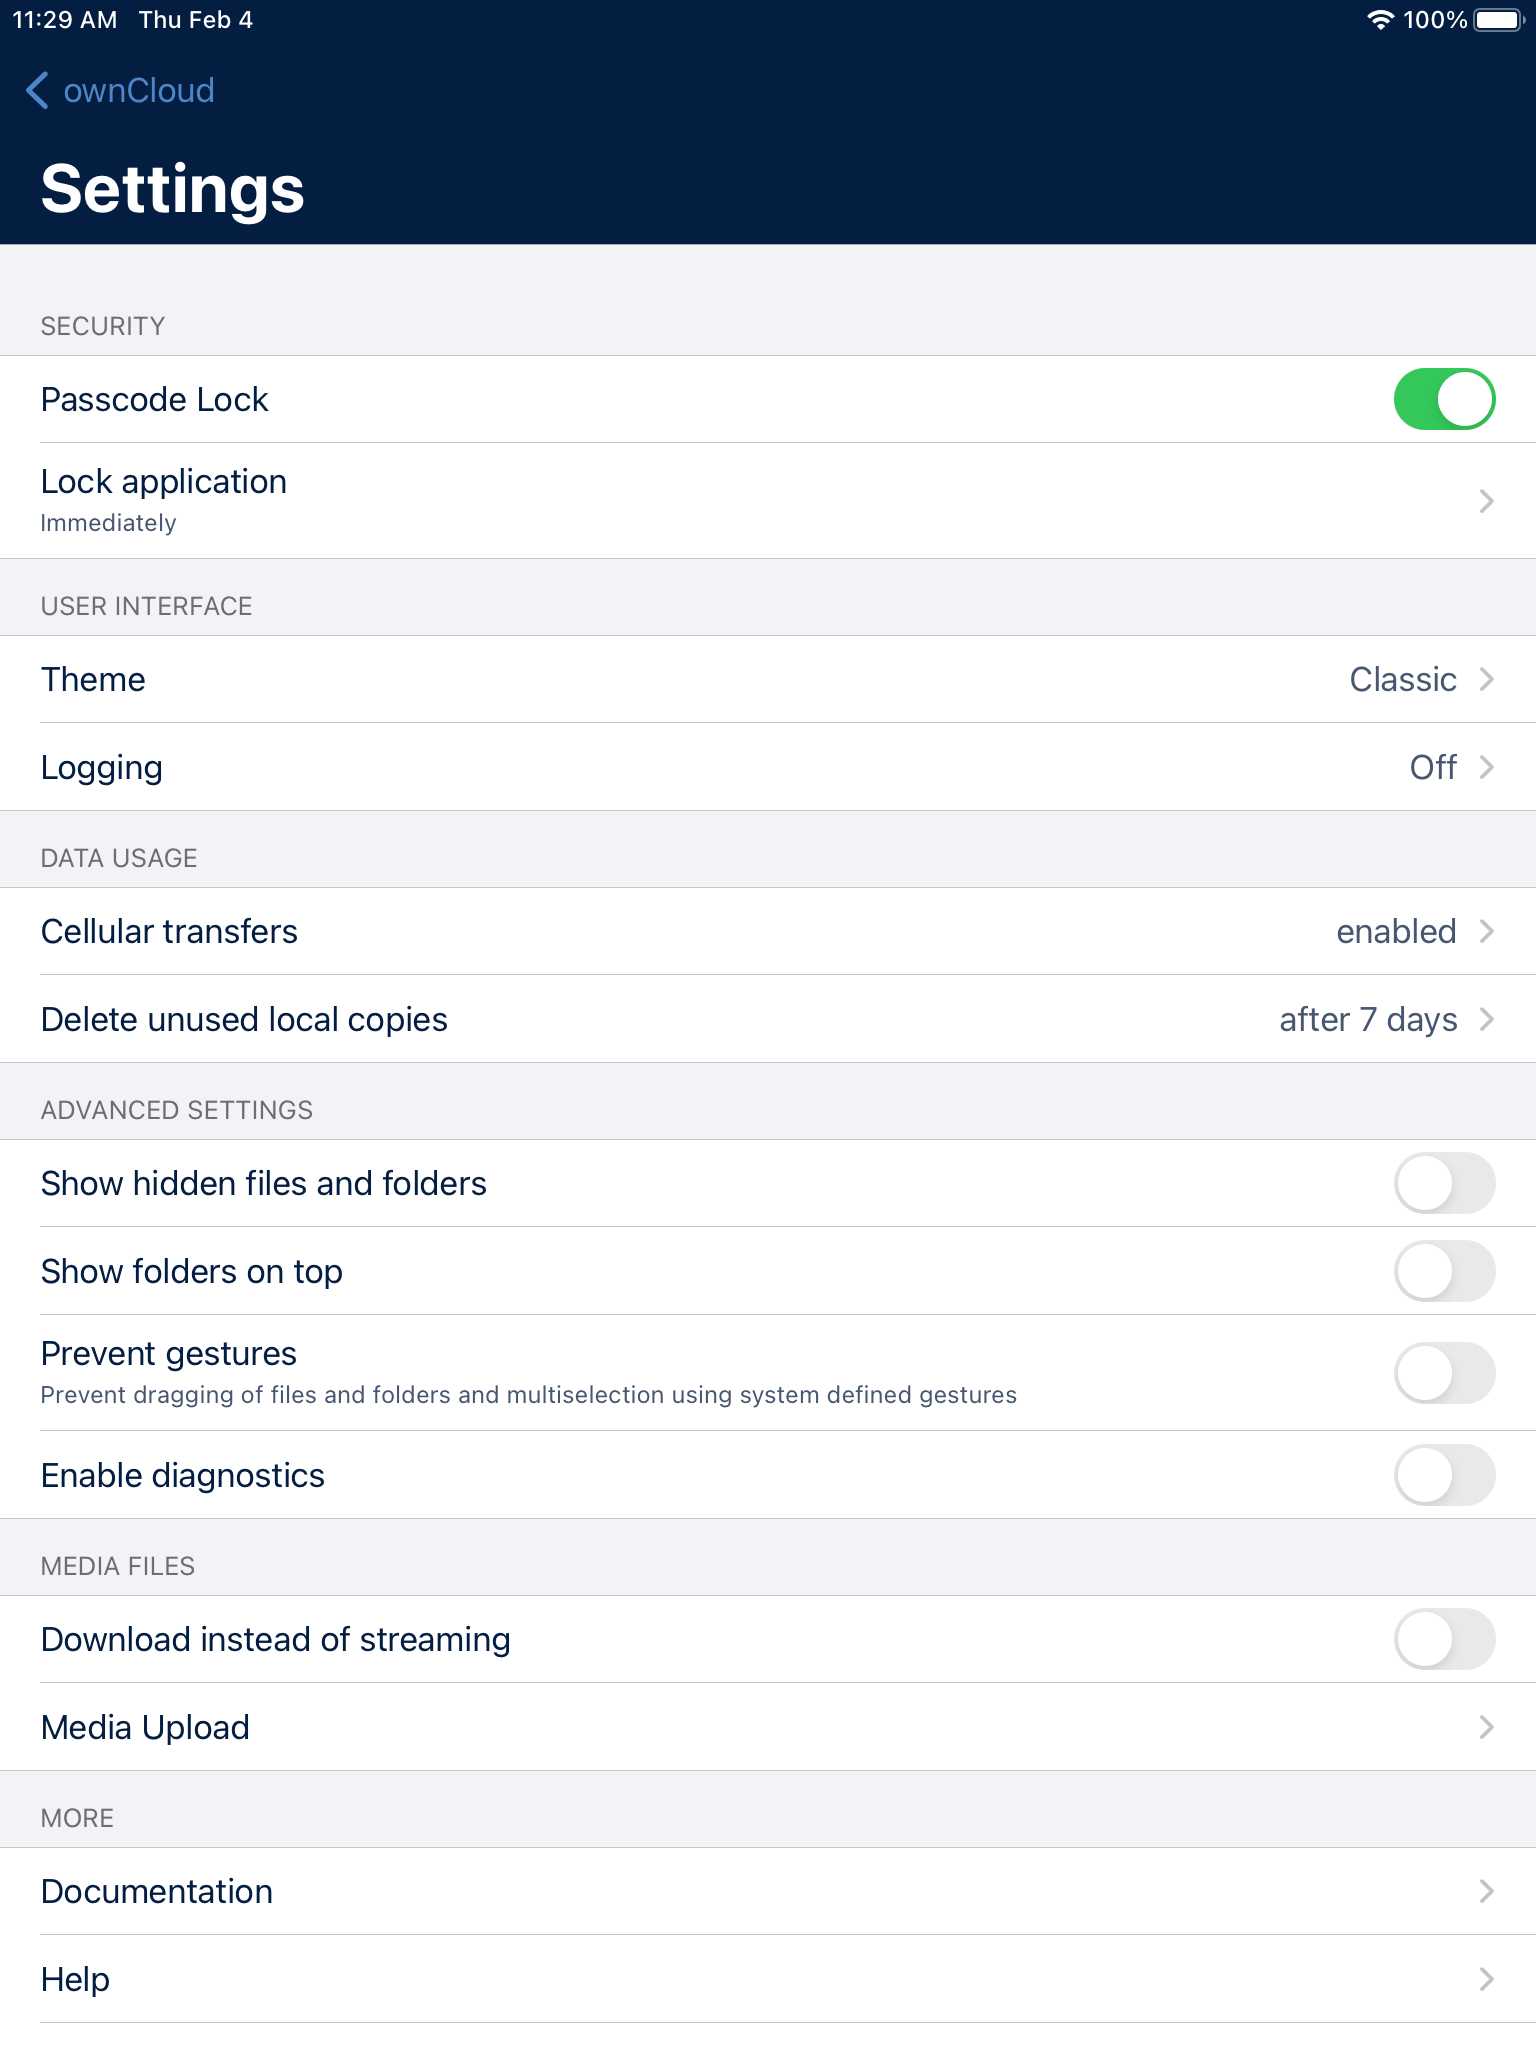 11:29 AM Thu Feb 4 100%
ownCloud
Settings
SECURITY
Passcode Lock
Lock application
Immediately
USER INTERFACE
Theme Classic
Logging Off
DATA USAGE
Cellular transfers enabled
Delete unused local copies after 7 days
ADVANCED SETTINGS
Show hidden files and folders
Show folders on top
Prevent gestures
Prevent dragging of files and folders and multiselection using system defined gestures
Enable diagnostics
MEDIA FILES
Download instead of streaming
Media Upload
MORE
Documentation
Help